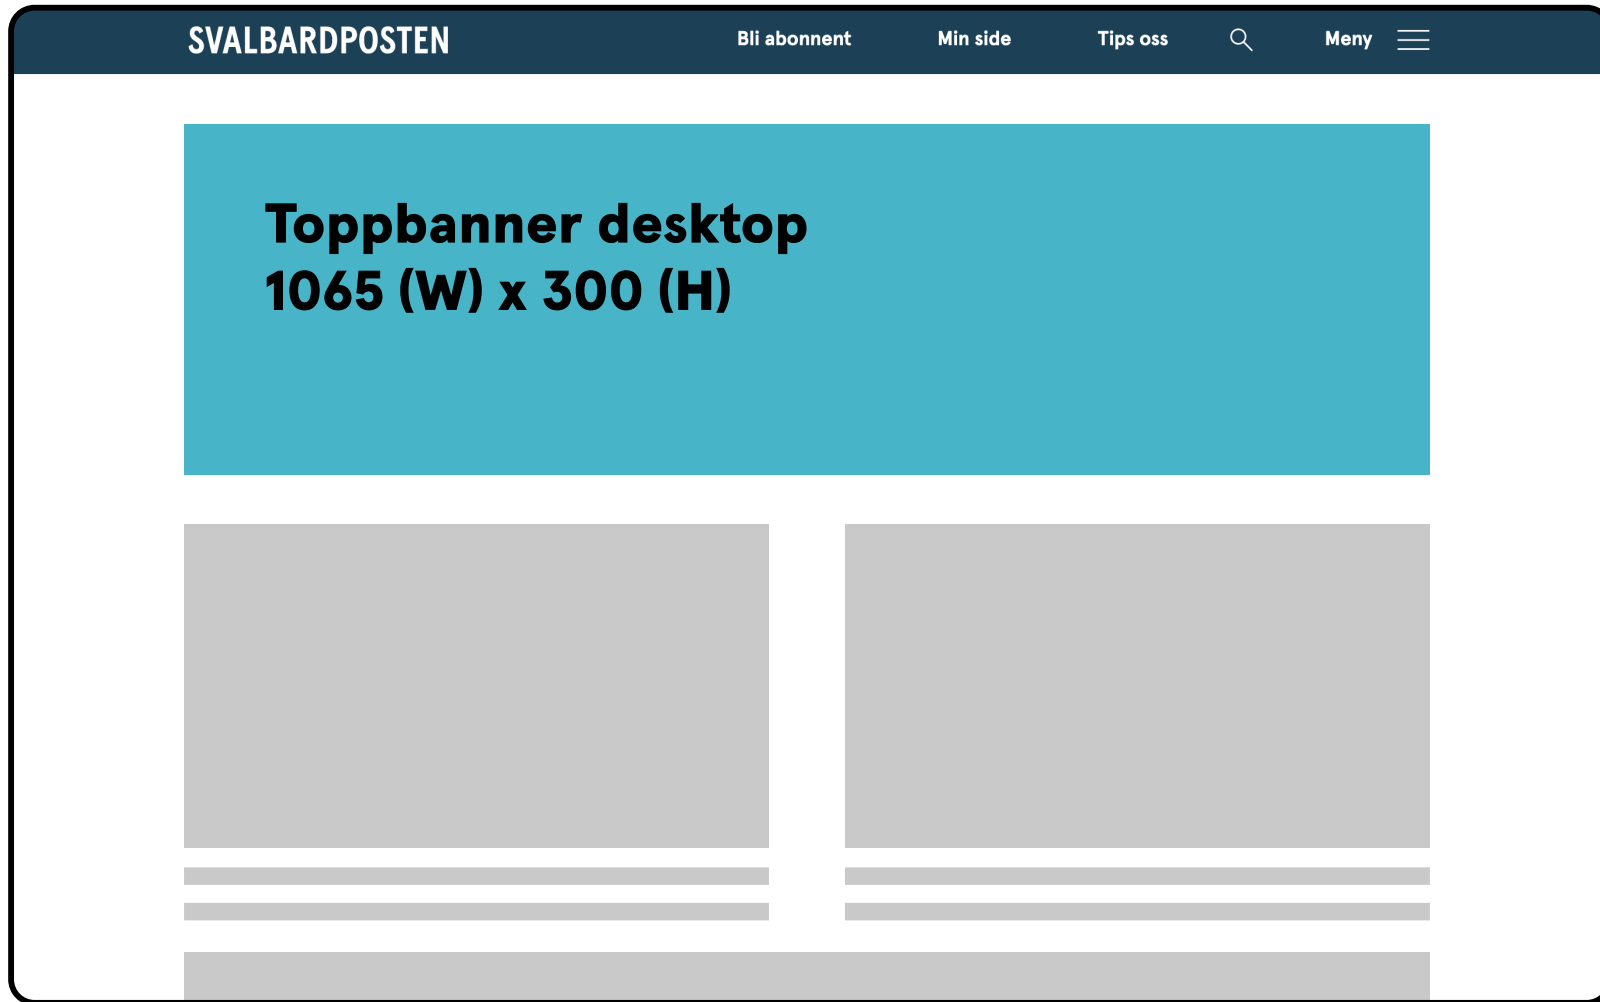 SVALBARDPOSTEN Bli abonnent Min side Tips oss Meny
Toppbanner desktop
1065 (W) x 300 (H)